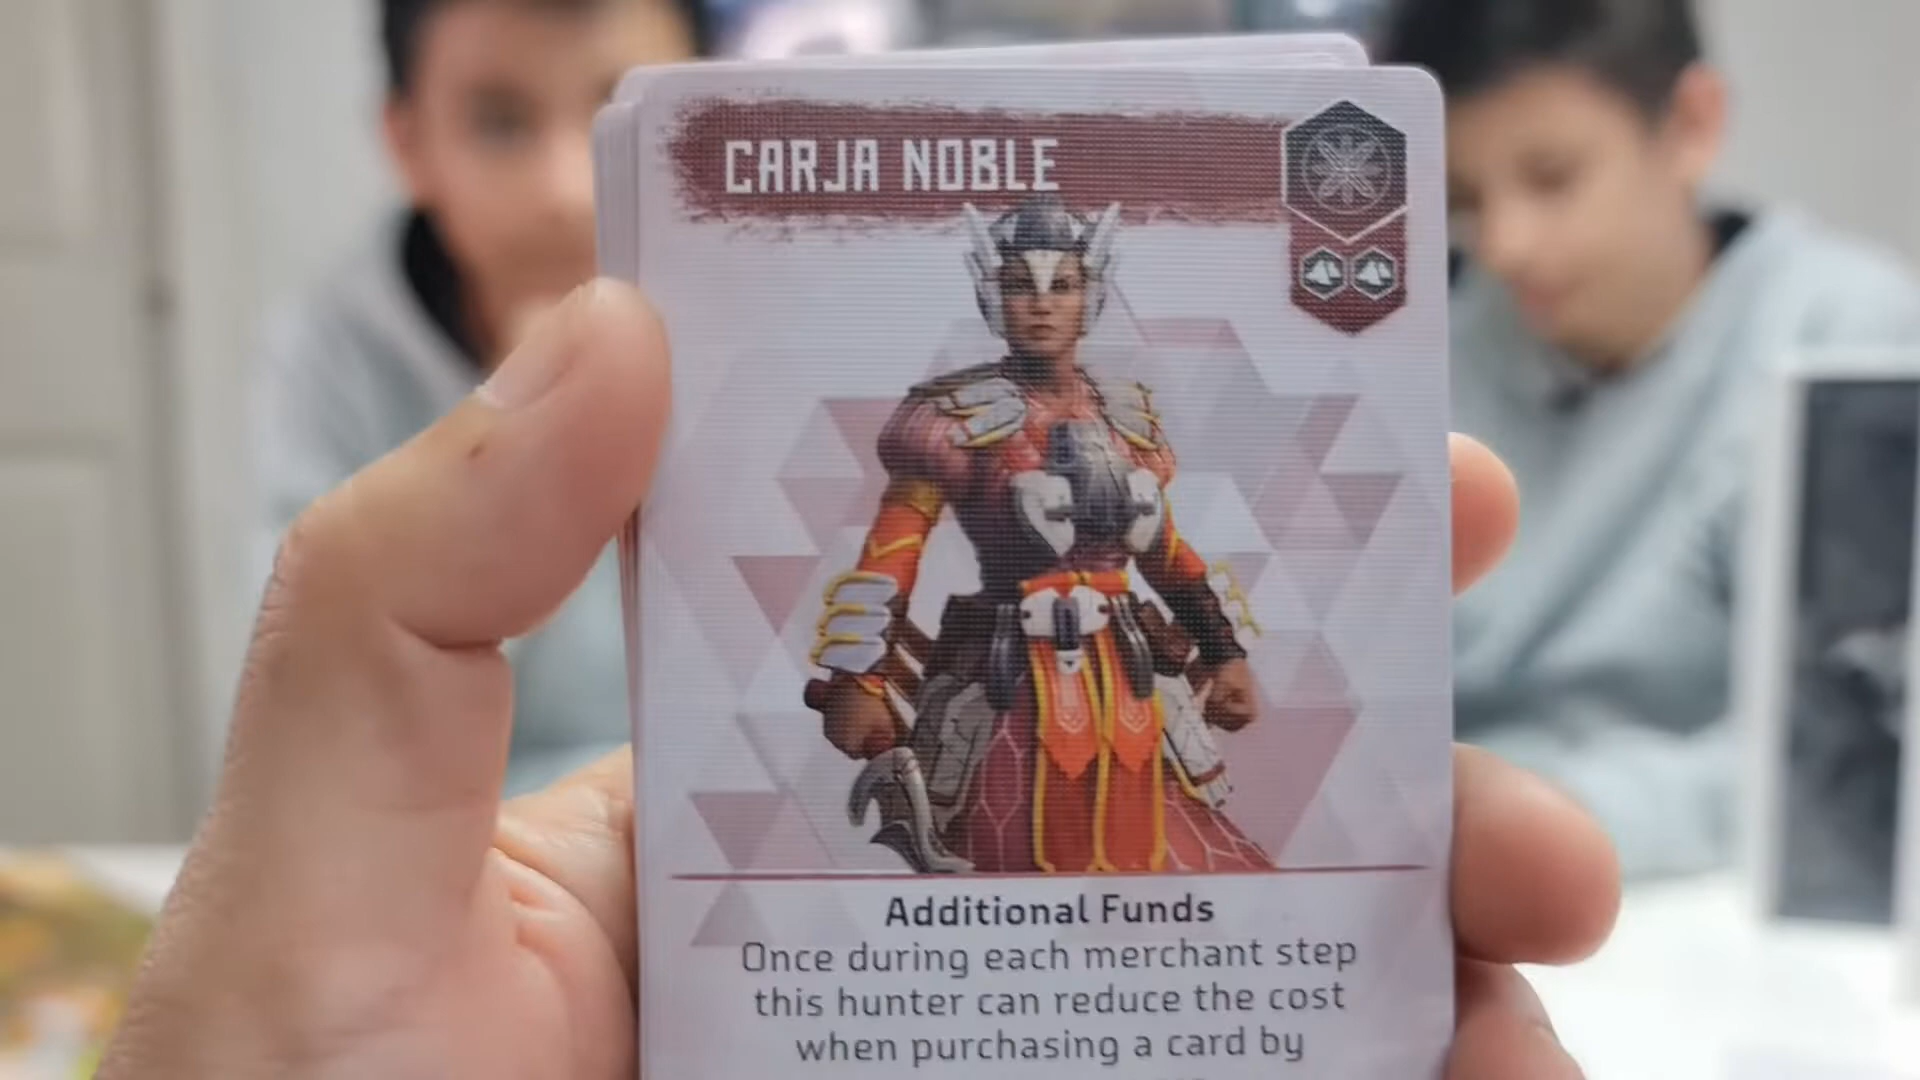 CARJA NOBLE
Additional Funds
Once during each merchant step
this hunter can reduce the cost
when purchasing a card by